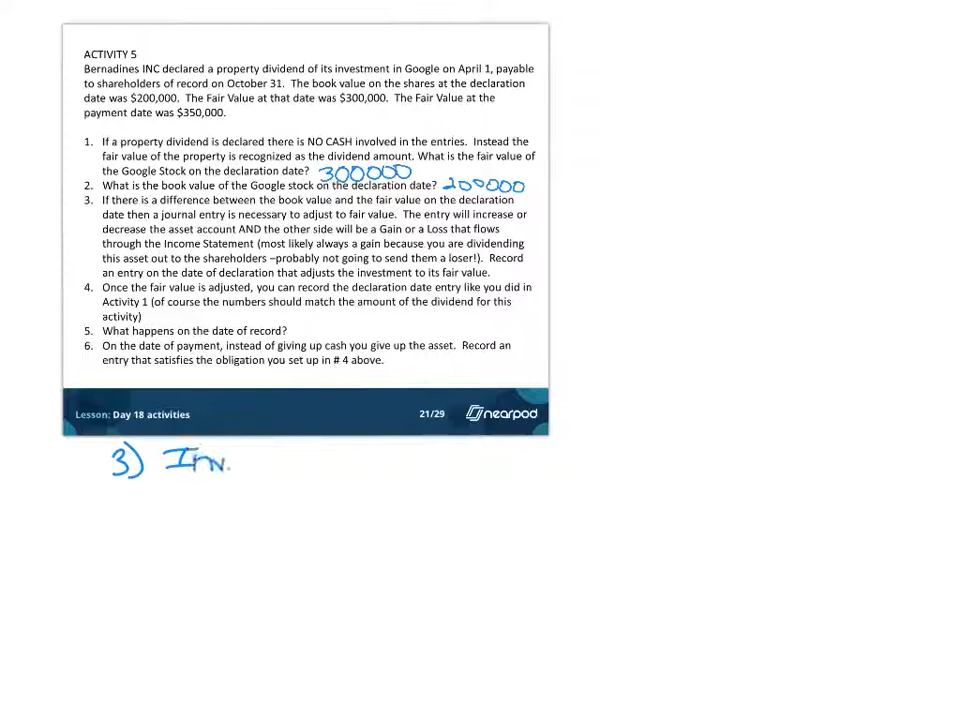 ACTIVITY 5
Bernadines INC declared a property dividend of its investment in Google on April 1, payable
to shareholders of record on October 31. The book value on the shares at the declaration
date was $200,000. The Fair Value at that date was $300,000. The Fair Value at the
payment date was $350,000.
1. If a property dividend is declared there is NO CASH involved in the entries. Instead the
fair value of the property is recognized as the dividend amount. What is the fair value of
the Google Stock on the declaration date? 300000
2. What is the book value of the Google stock on the declaration date? 200000
3. If there is a difference between the book value and the fair value on the declaration
date then a journal entry is necessary to adjust to fair value. The entry will increase or
decrease the asset account AND the other side will be a Gain or a Loss that flows
through the Income Statement (most likely always a gain because you are dividending
this asset out to the shareholders –probably not going to send them a loser!). Record
an entry on the date of declaration that adjusts the investment to its fair value.
4. Once the fair value is adjusted, you can record the declaration date entry like you did in
Activity 1 (of course the numbers should match the amount of the dividend for this
activity)
5. What happens on the date of record?
6. On the date of payment, instead of giving up cash you give up the asset. Record an
entry that satisfies the obligation you set up in # 4 above.
Lesson: Day 18 activities 21/29 nearpod
3) Inv.